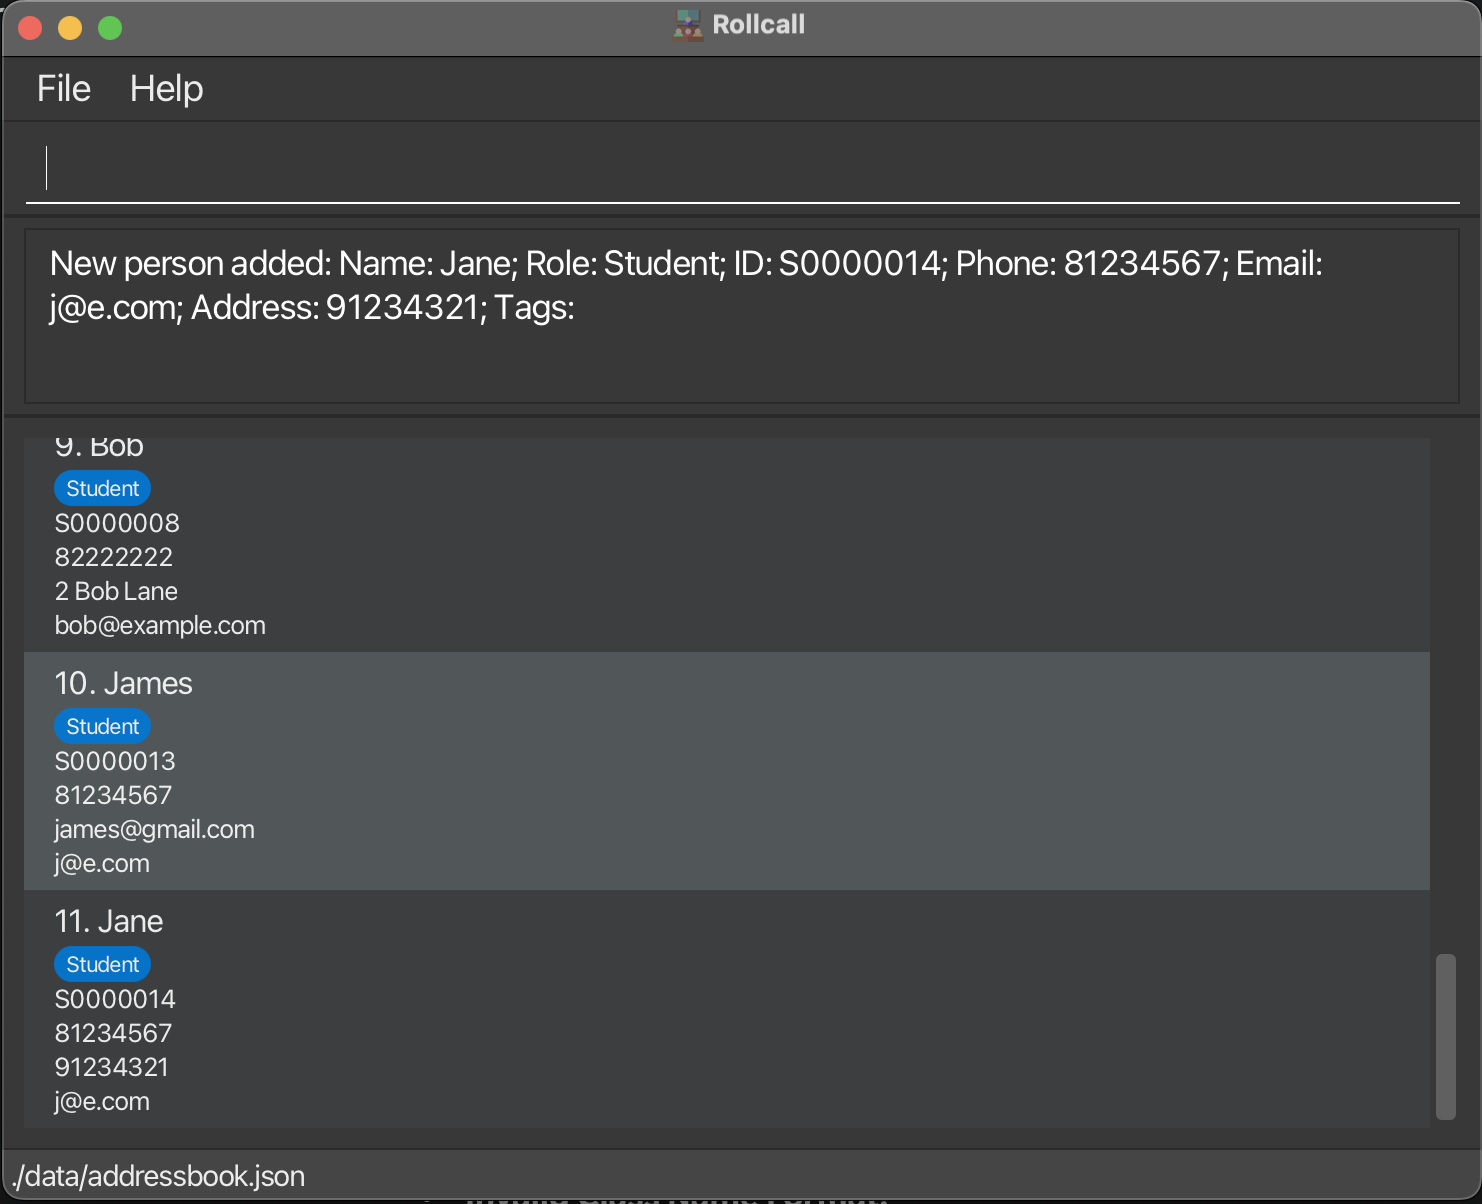 Rollcall
File Help
New person added: Name: Jane; Role: Student; ID: S0000014; Phone: 81234567; Email:
j@e.com; Address: 91234321; Tags:
9. Bob
Student
S0000008
82222222
2 Bob Lane
bob@example.com
10. James
Student
S0000013
81234567
james@gmail.com
j@e.com
11. Jane
Student
S0000014
81234567
91234321
j@e.com
./data/addressbook.json